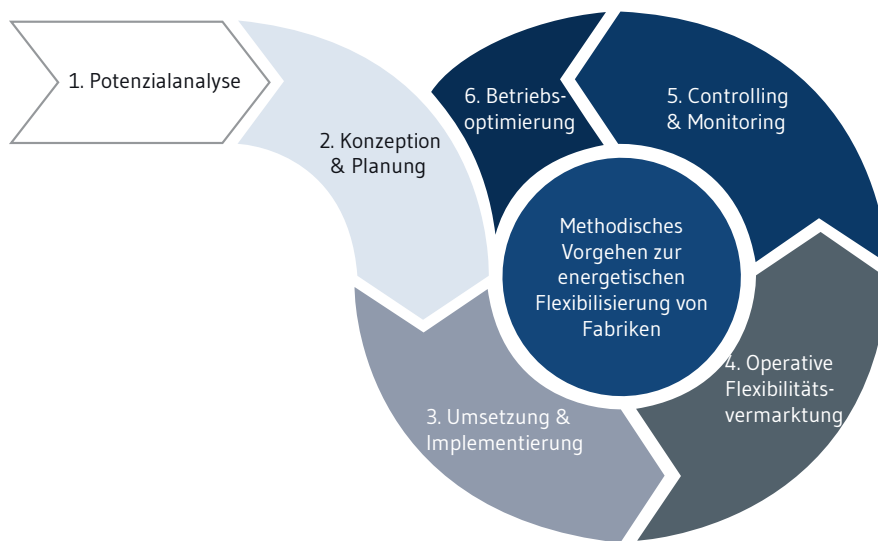 1. Potenzialanalyse
2. Konzeption
& Planung
3. Umsetzung &
Implementierung
4. Operative
Flexibilitäts-
vermarktung
5. Controlling
& Monitoring
6. Betriebs-
optimierung
Methodisches
Vorgehen zur
energetischen
Flexibilisierung von
Fabriken